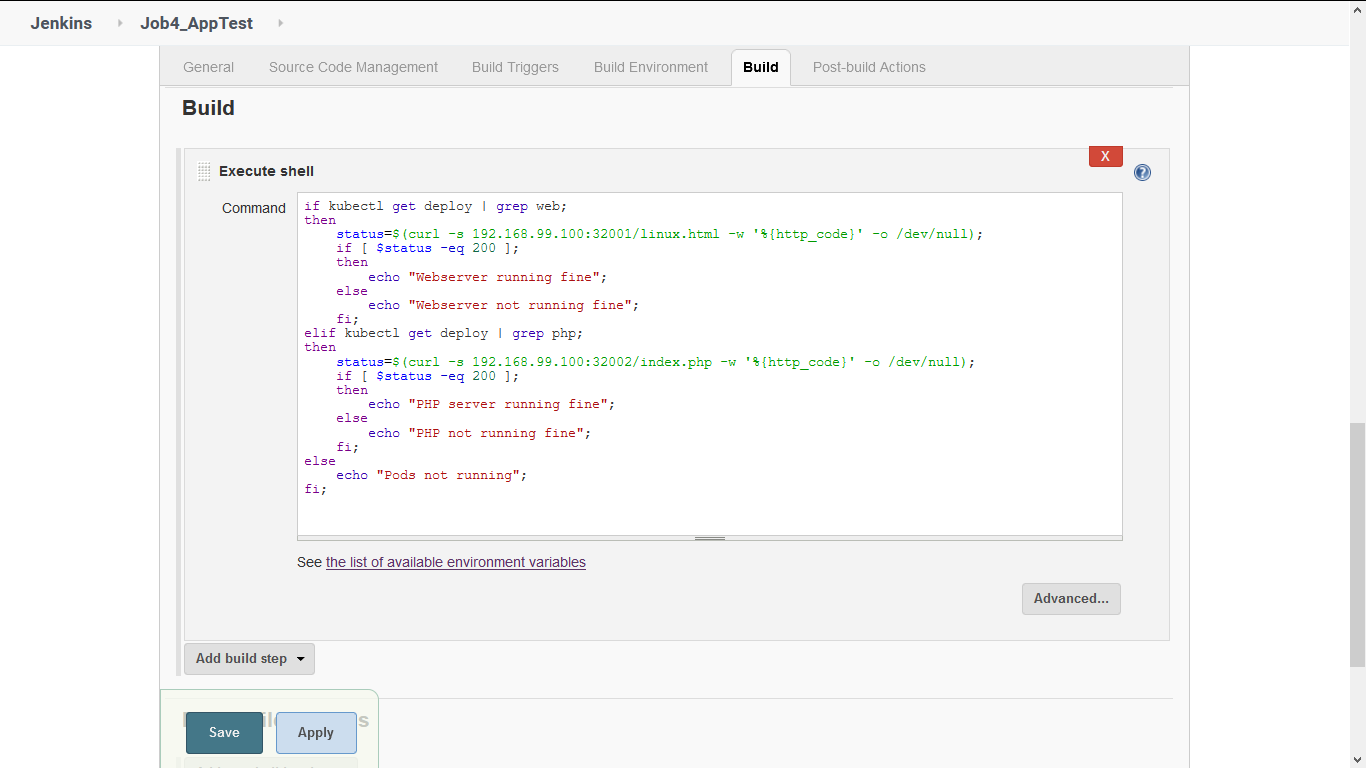 Jenkins Job4_AppTest
General Source Code Management Build Triggers Build Environment Build Post-build Actions
Build
X
Execute shell
?
Command
if kubectl get deploy | grep web;
then
    status=$(curl -s 192.168.99.100:32001/linux.html -w '%{http_code}' -o /dev/null);
    if [ $status -eq 200 ];
    then
        echo "Webserver running fine";
    else
        echo "Webserver not running fine";
    fi;
elif kubectl get deploy | grep php;
then
    status=$(curl -s 192.168.99.100:32002/index.php -w '%{http_code}' -o /dev/null);
    if [ $status -eq 200 ];
    then
        echo "PHP server running fine";
    else
        echo "PHP not running fine";
    fi;
else
    echo "Pods not running";
fi;
See the list of available environment variables
Advanced...
Add build step
Save Apply